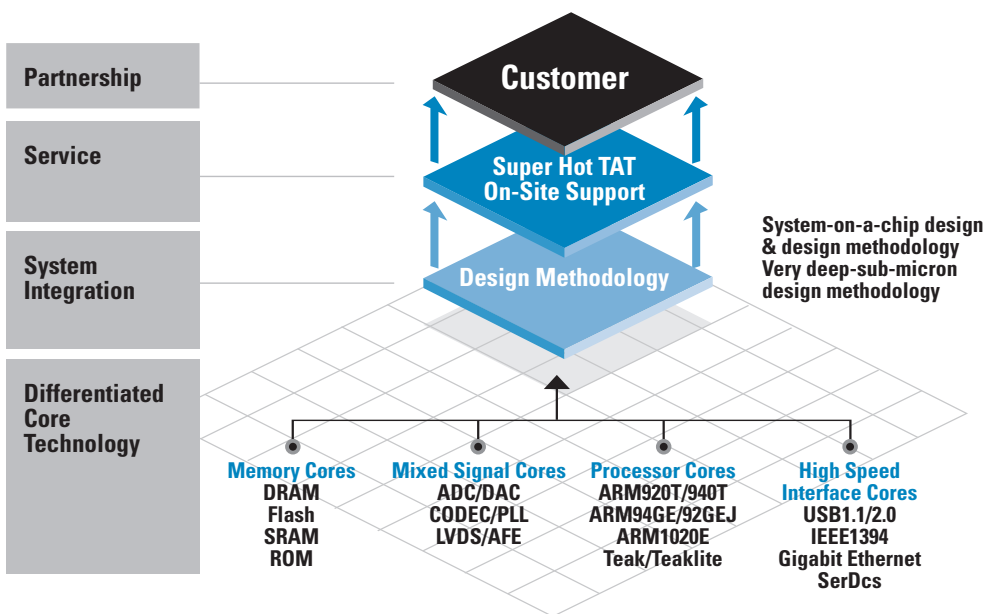 Partnership
Service
System
Integration
Differentiated
Core
Technology
Customer
Super Hot TAT
On-Site Support
Design Methodology
System-on-a-chip design
& design methodology
Very deep-sub-micron
design methodology
Memory Cores
DRAM
Flash
SRAM
ROM
Mixed Signal Cores
ADC/DAC
CODEC/PLL
LVDS/AFE
Processor Cores
ARM920T/940T
ARM94GE/92GEJ
ARM1020E
Teak/Teaklite
High Speed
Interface Cores
USB1.1/2.0
IEEE1394
Gigabit Ethernet
SerDcs